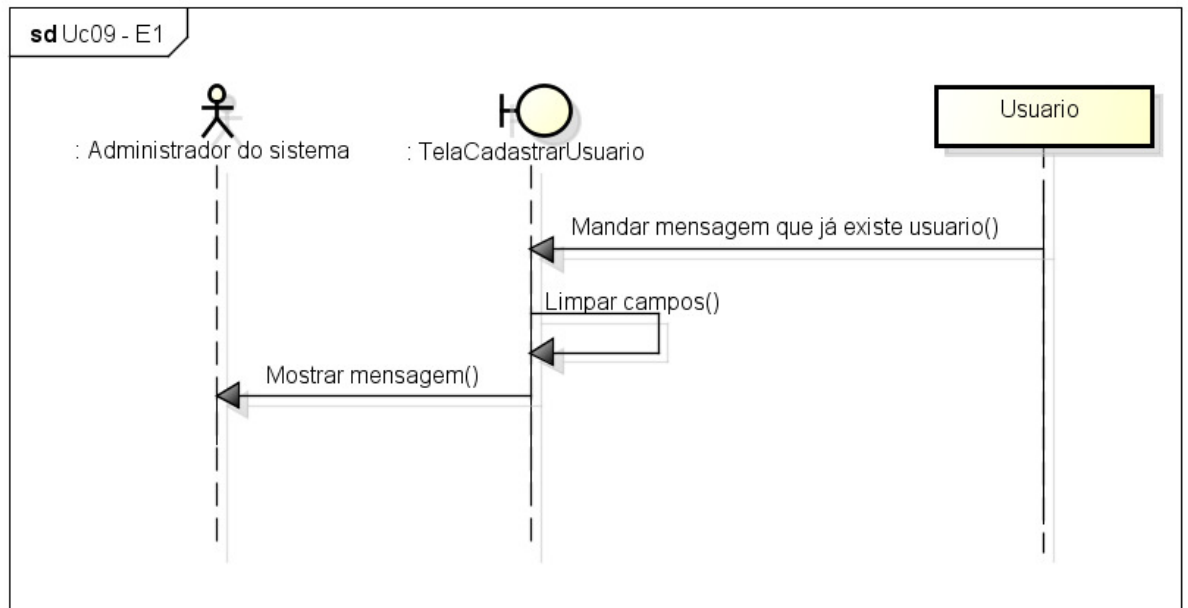 sd Uc09 - E1
: Administrador do sistema
: TelaCadastrarUsuario
Usuario
Mandar mensagem que já existe usuario()
Limpar campos()
Mostrar mensagem()